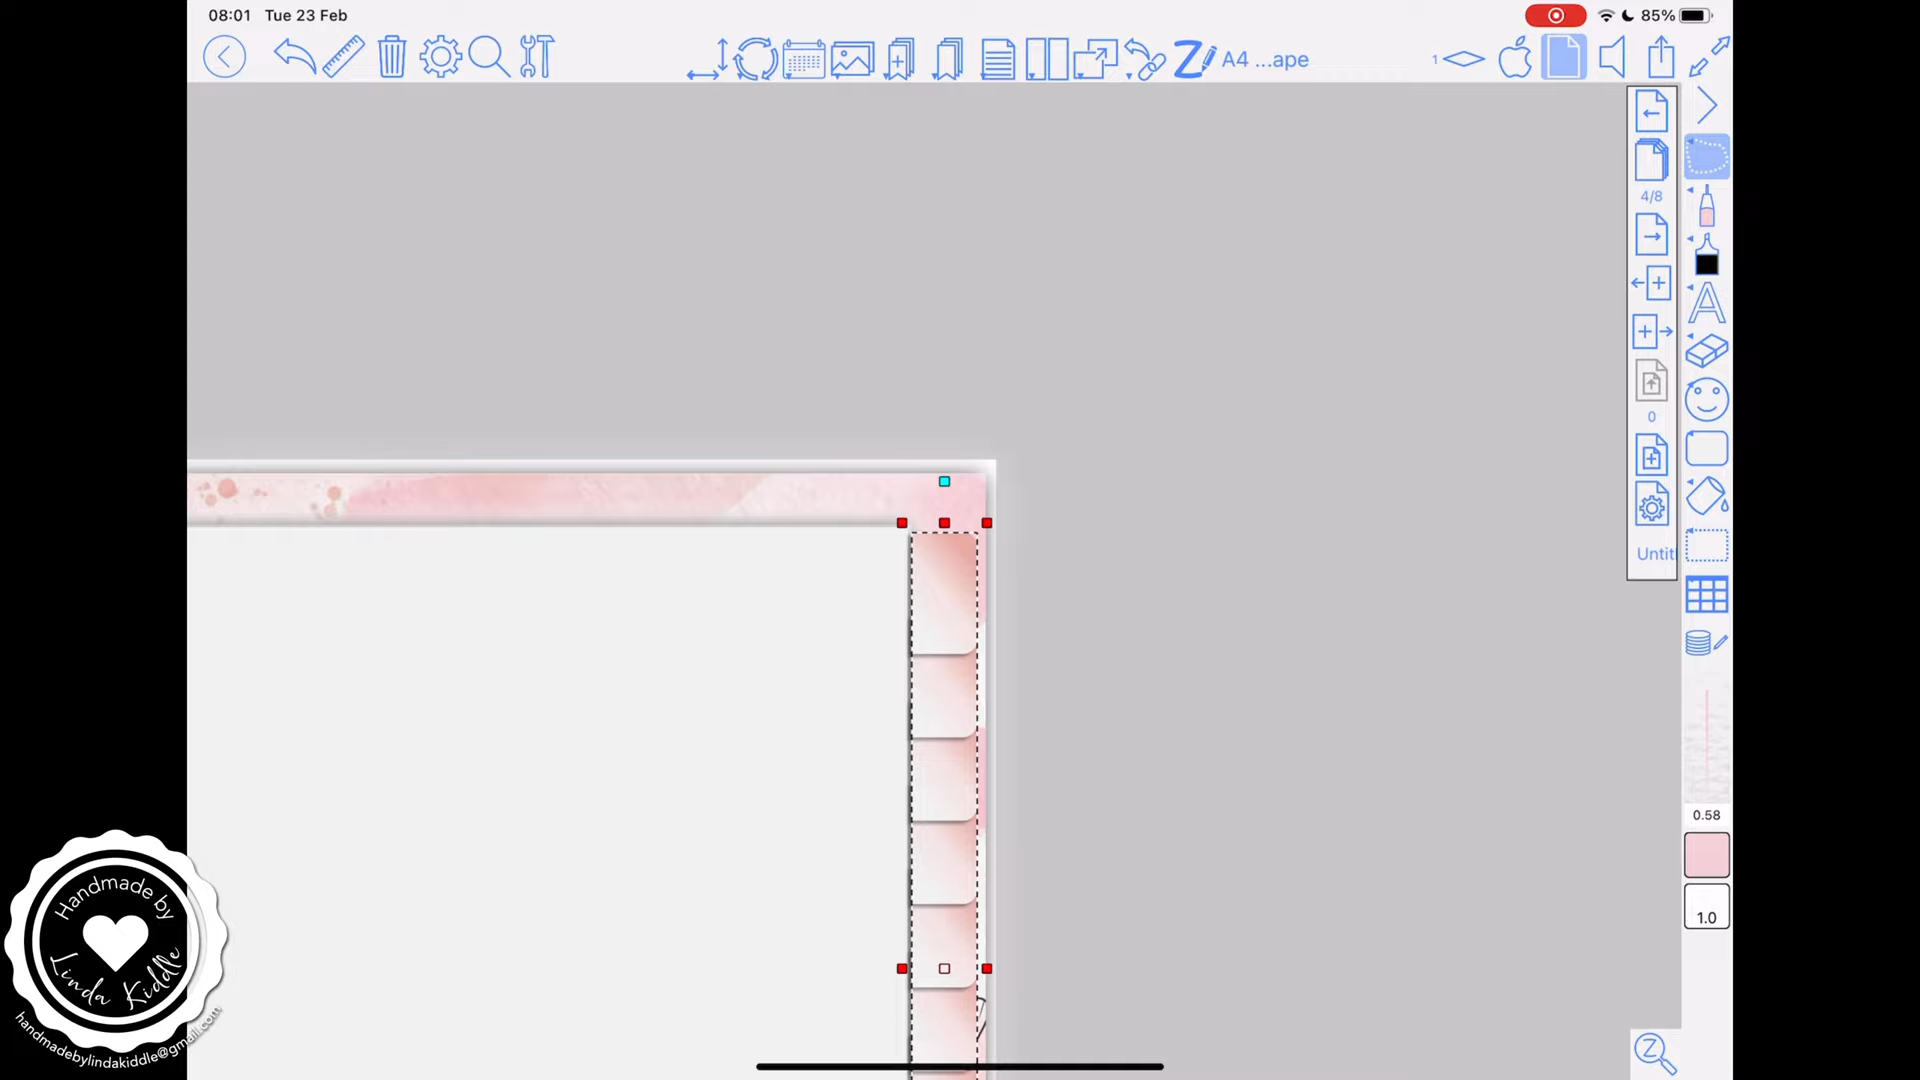 08:01 Tue 23 Feb
85%
A4 ...ape
1
4/8
0
Untit
0.58
1.0
Handmade by
Linda Kiddle
handmadebylindakiddle@gmail.com